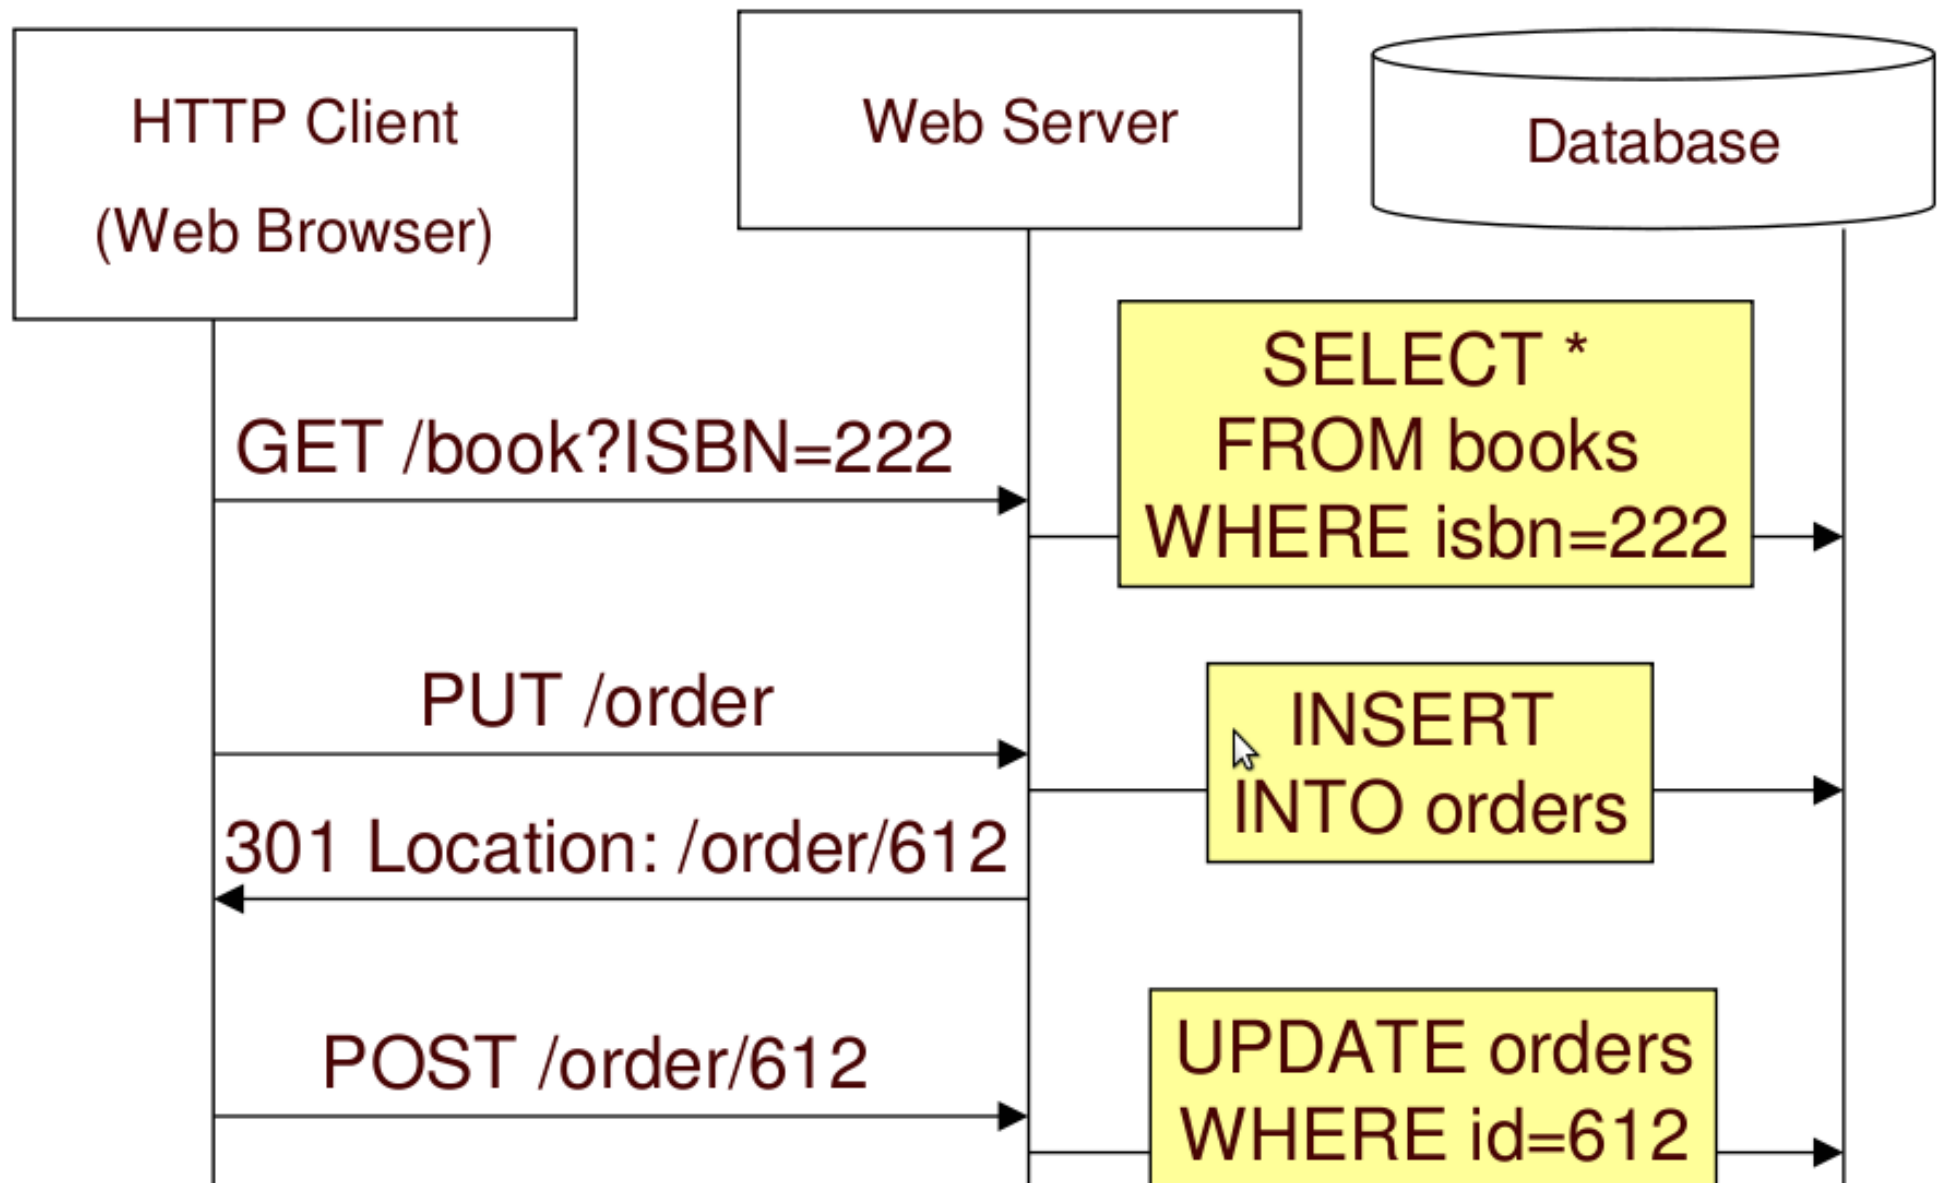 HTTP Client
(Web Browser)
Web Server
Database
GET /book?ISBN=222
SELECT *
FROM books
WHERE isbn=222
PUT /order
INSERT
INTO orders
301 Location: /order/612
POST /order/612
UPDATE orders
WHERE id=612